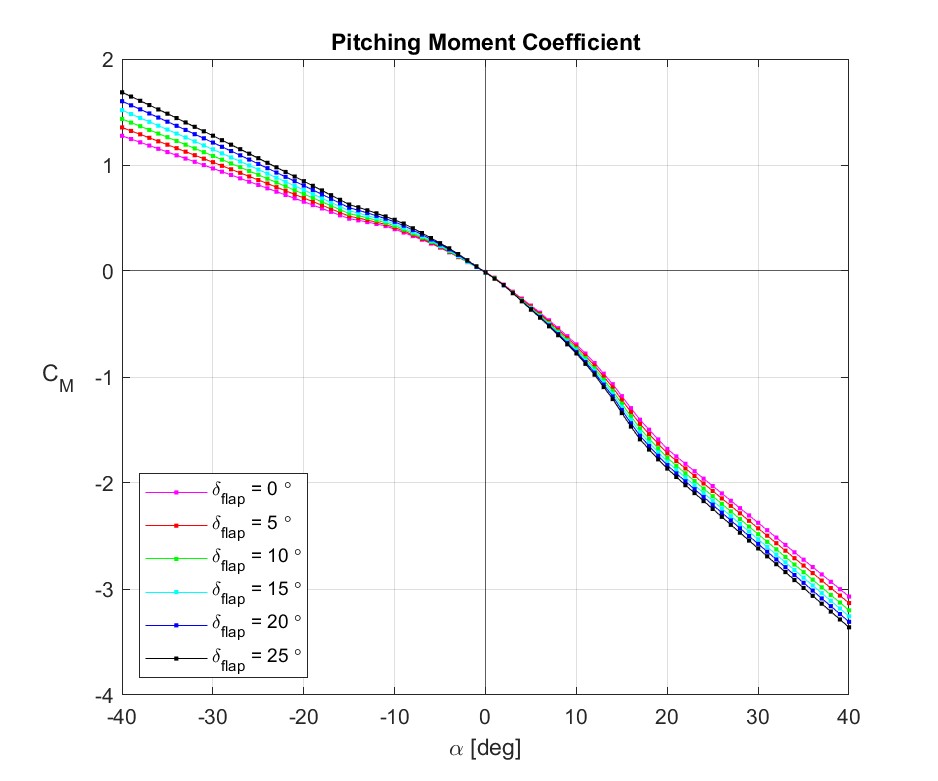 Pitching Moment Coefficient
2
1
0
-1
-2
-3
-4
C_M
δ_flap = 0 °
δ_flap = 5 °
δ_flap = 10 °
δ_flap = 15 °
δ_flap = 20 °
δ_flap = 25 °
-40 -30 -20 -10 0 10 20 30 40
α [deg]